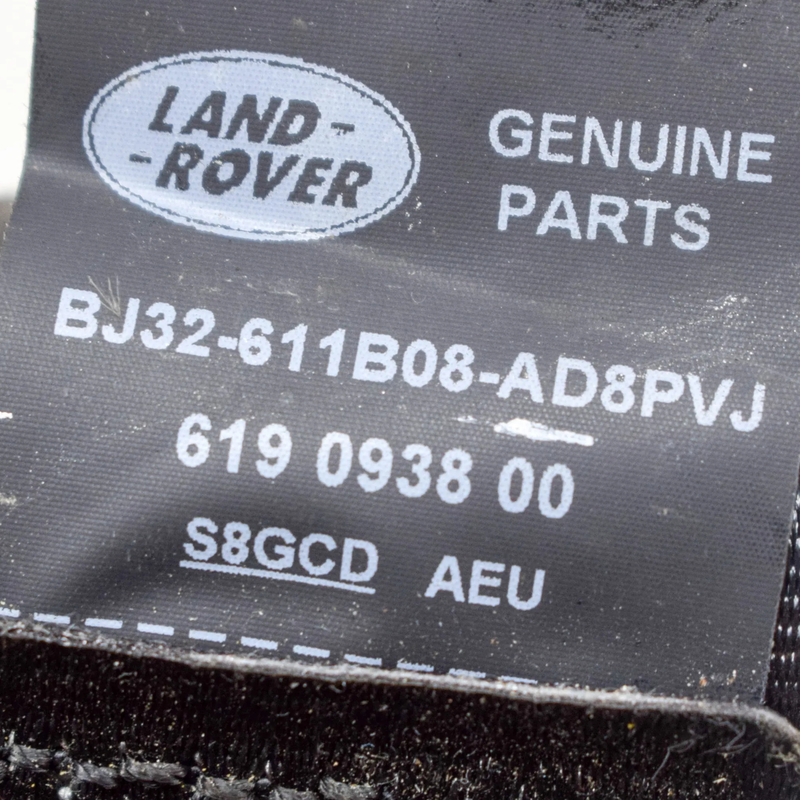 LAND-
-ROVER
GENUINE
PARTS
BJ32-611B08-AD8PVJ
619 0938 00
S8GCD AEU